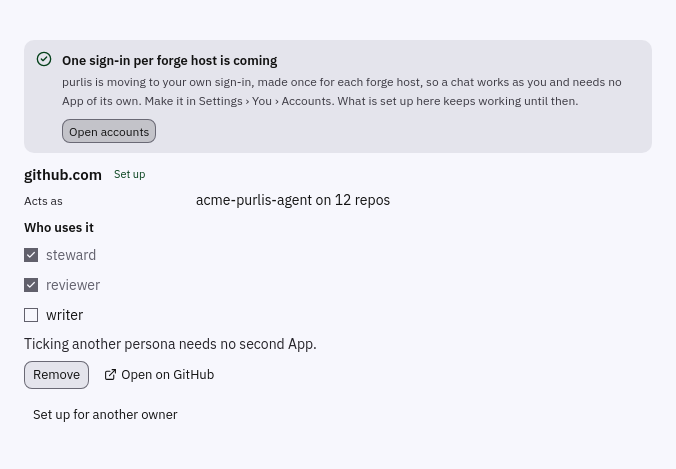 One sign-in per forge host is coming
purlis is moving to your own sign-in, made once for each forge host, so a chat works as you and needs no
App of its own. Make it in Settings › You › Accounts. What is set up here keeps working until then.
Open accounts
github.com Set up
Acts as acme-purlis-agent on 12 repos
Who uses it
steward
reviewer
writer
Ticking another persona needs no second App.
Remove Open on GitHub
Set up for another owner